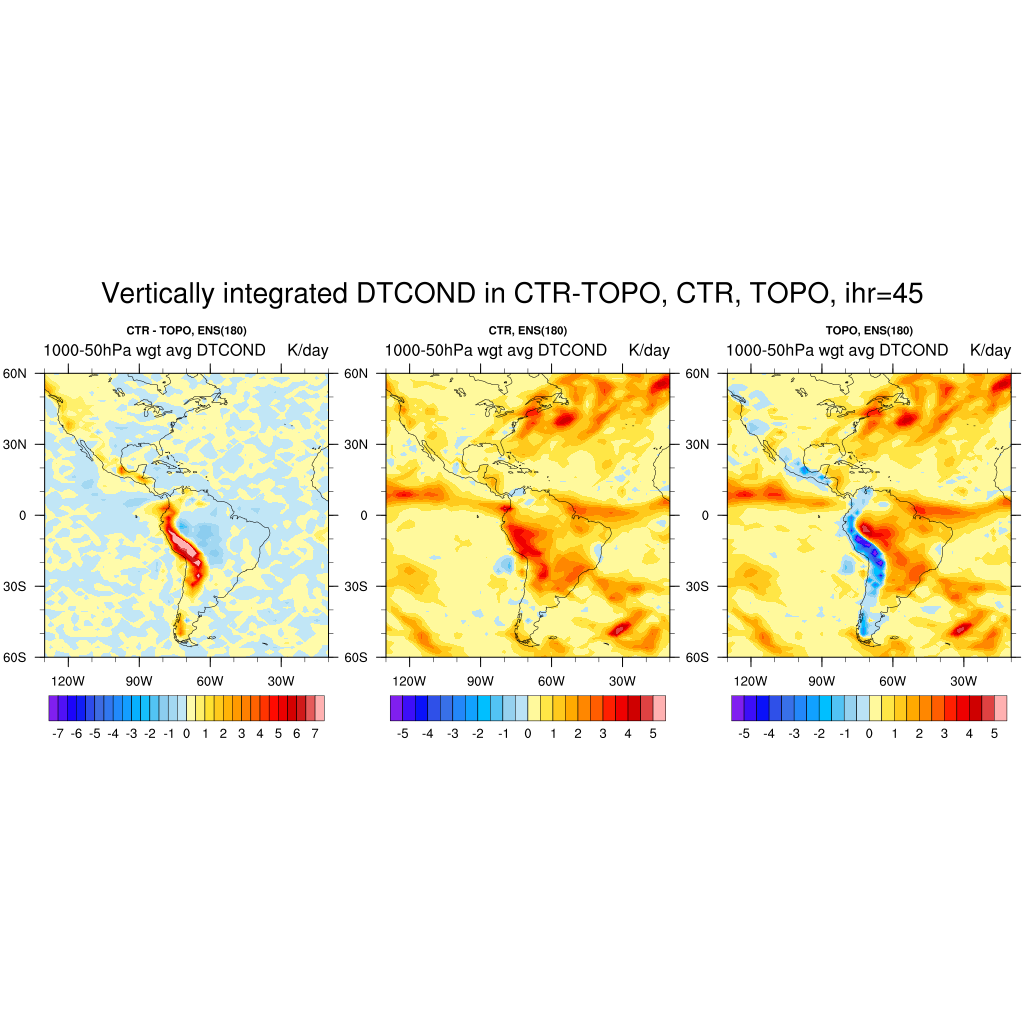 Vertically integrated DTCOND in CTR-TOPO, CTR, TOPO, ihr=45
CTR - TOPO, ENS(180)
1000-50hPa wgt avg DTCOND K/day
60N
30N
0
30S
60S
120W 90W 60W 30W
-7 -6 -5 -4 -3 -2 -1 0 1 2 3 4 5 6 7
CTR, ENS(180)
1000-50hPa wgt avg DTCOND K/day
60N
30N
0
30S
60S
120W 90W 60W 30W
-5 -4 -3 -2 -1 0 1 2 3 4 5
TOPO, ENS(180)
1000-50hPa wgt avg DTCOND K/day
60N
30N
0
30S
60S
120W 90W 60W 30W
-5 -4 -3 -2 -1 0 1 2 3 4 5